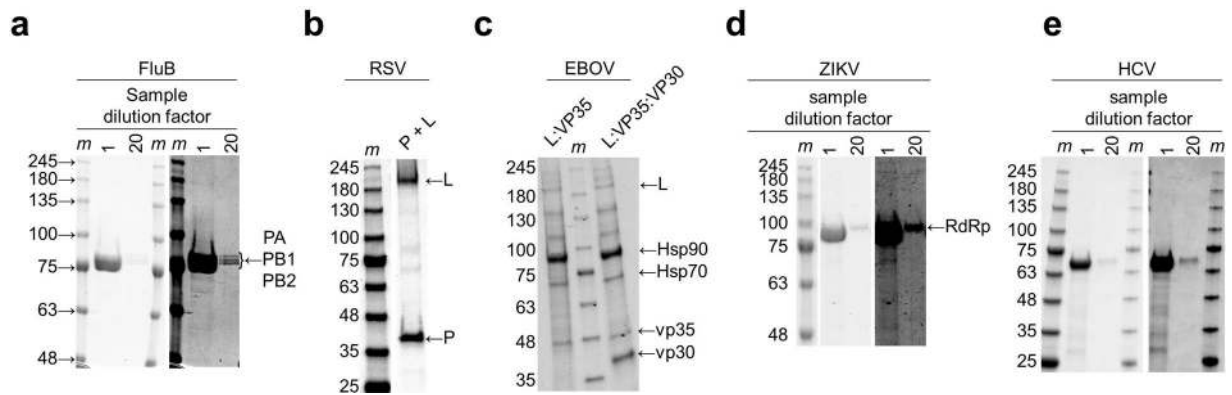 a
FluB
Sample
dilution factor
m 1 20 m m 1 20
245→
180→
135→
100→
75→
63→
48→
PA
←PB1
PB2
b
RSV
m P + L
245
180
130
100
75
63
48
35
25
←L
←P
c
EBOV
L:VP35 m L:VP35:VP30
245
180
130
100
75
63
48
35
←L
←Hsp90
←Hsp70
←vp35
←vp30
d
ZIKV
sample
dilution factor
m 1 20 1 20
245
180
135
100
75
63
48
←RdRp
e
HCV
sample
dilution factor
m 1 20 m 1 20 m
245
180
135
100
75
63
48
35
25